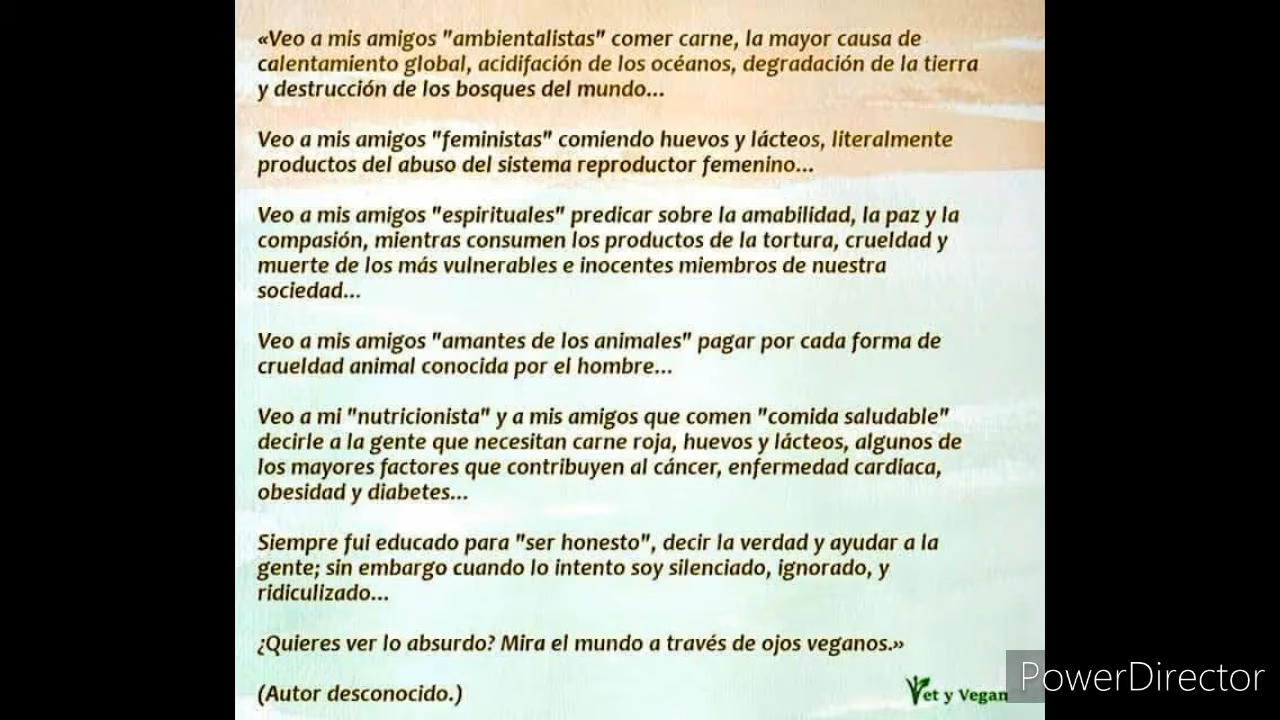 «Veo a mis amigos "ambientalistas" comer carne, la mayor causa de
calentamiento global, acidifación de los océanos, degradación de la tierra
y destrucción de los bosques del mundo...
Veo a mis amigos "feministas" comiendo huevos y lácteos, literalmente
productos del abuso del sistema reproductor femenino...
Veo a mis amigos "espirituales" predicar sobre la amabilidad, la paz y la
compasión, mientras consumen los productos de la tortura, crueldad y
muerte de los más vulnerables e inocentes miembros de nuestra
sociedad...
Veo a mis amigos "amantes de los animales" pagar por cada forma de
crueldad animal conocida por el hombre...
Veo a mi "nutricionista" y a mis amigos que comen "comida saludable"
decirle a la gente que necesitan carne roja, huevos y lácteos, algunos de
los mayores factores que contribuyen al cáncer, enfermedad cardiaca,
obesidad y diabetes...
Siempre fui educado para "ser honesto", decir la verdad y ayudar a la
gente; sin embargo cuando lo intento soy silenciado, ignorado, y
ridiculizado...
¿Quieres ver lo absurdo? Mira el mundo a través de ojos veganos.»
(Autor desconocido.)
Vet y Vegan
PowerDirector